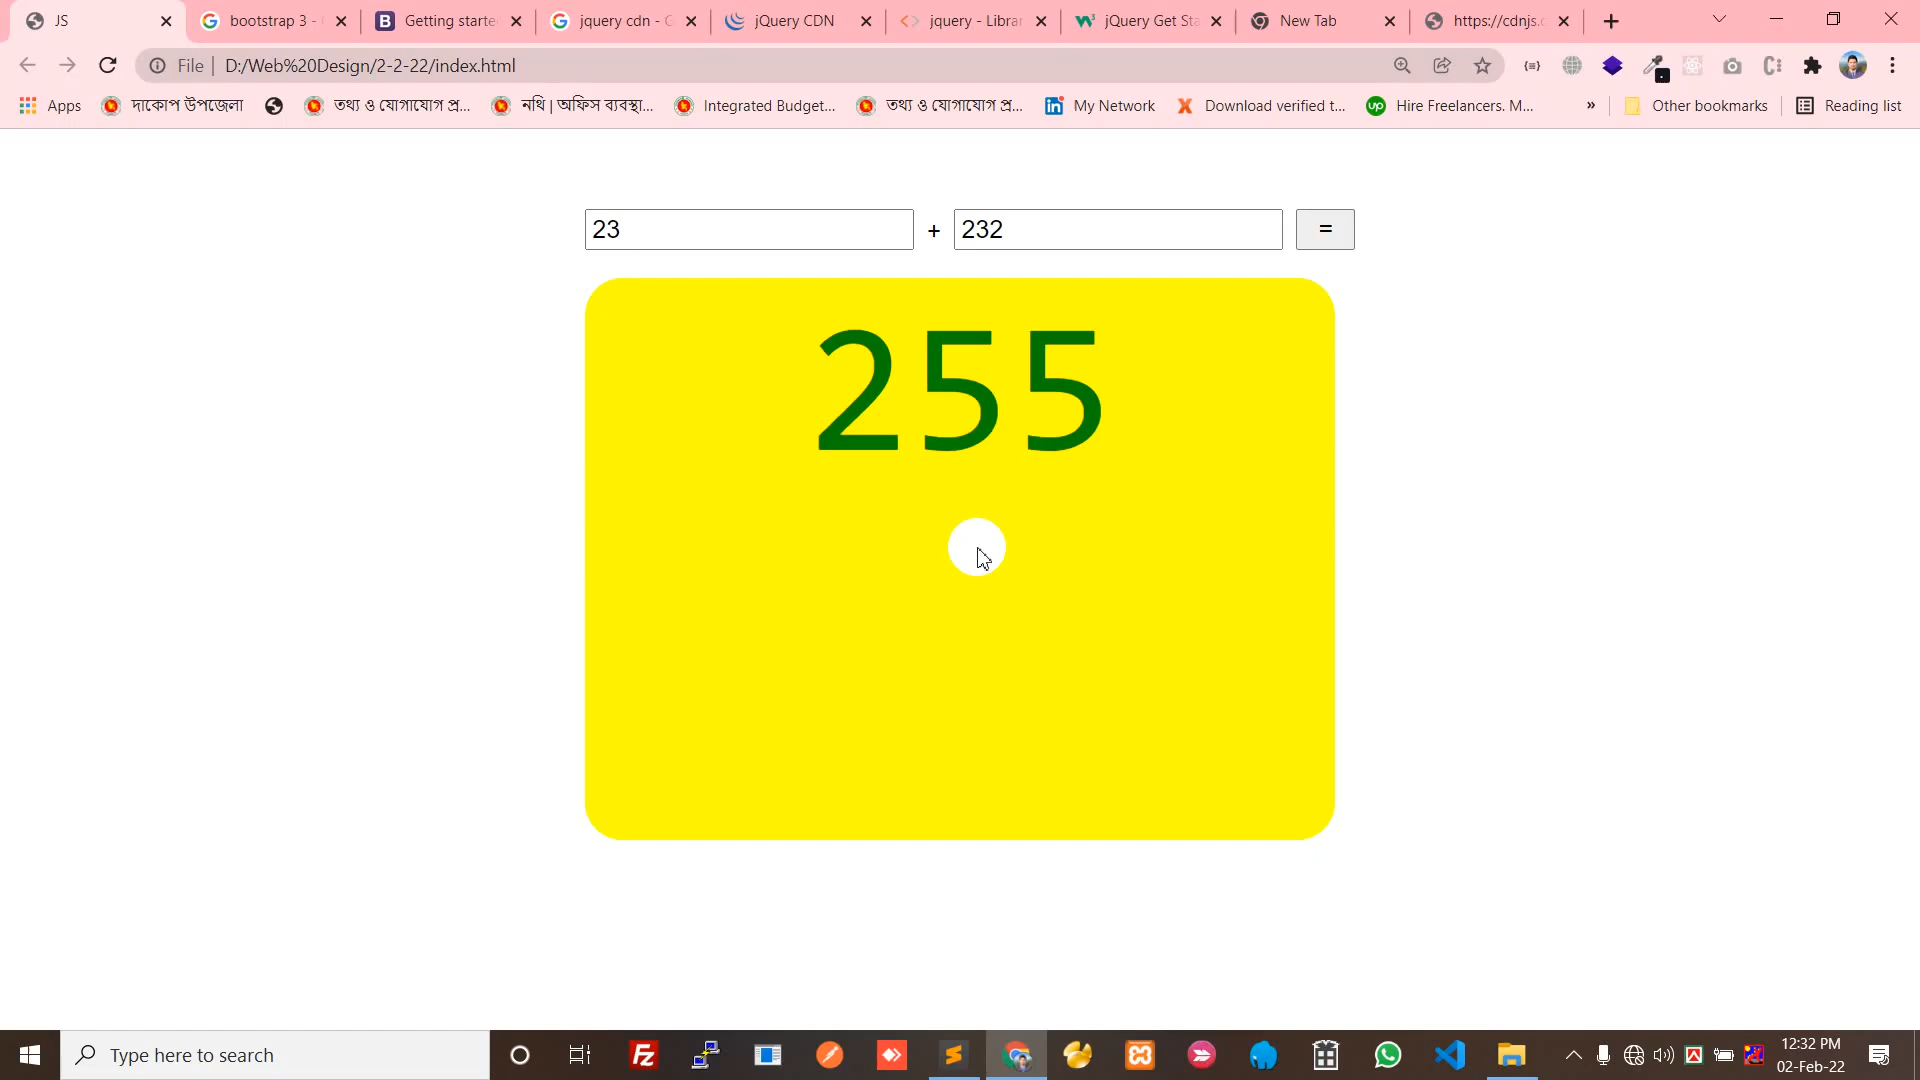 JS
bootstrap 3 -
Getting starte
jquery cdn - G
jQuery CDN
jquery - Librar
jQuery Get Sta
New Tab
https://cdnjs.c
File | D:/Web%20Design/2-2-22/index.html
Apps
দাকোপ উপজেলা
তথ্য ও যোগাযোগ প্র...
নথি | অফিস ব্যবস্থা...
Integrated Budget...
তথ্য ও যোগাযোগ প্র...
My Network
Download verified t...
Hire Freelancers. M...
»
Other bookmarks
Reading list
23 + 232 =
255
Type here to search
12:32 PM
02-Feb-22